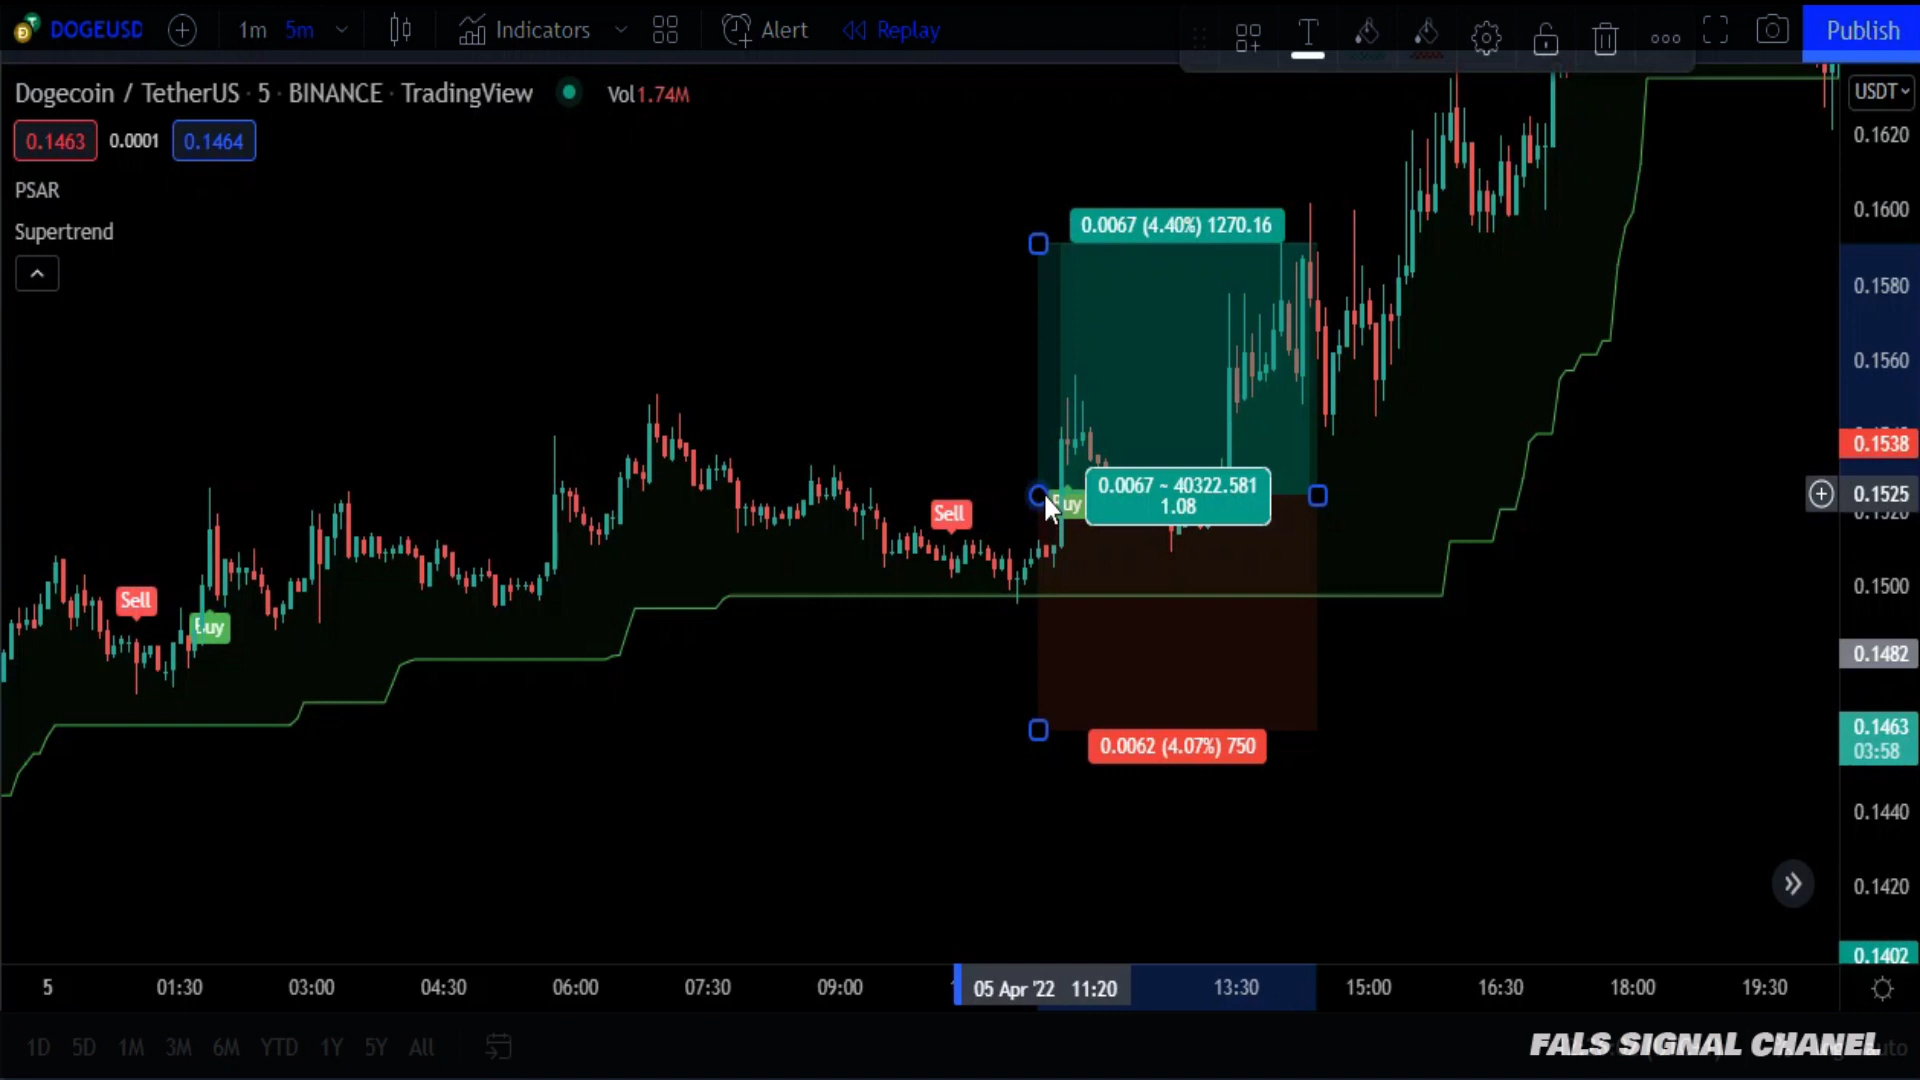 DOGEUSD 1m 5m Indicators Alert Replay Publish
Dogecoin / TetherUS · 5 · BINANCE · TradingView Vol 1.74M
USDT
0.1463 0.0001 0.1464
PSAR
Supertrend
0.0067 (4.40%) 1270.16
0.0067 ~ 40322.581
1.08
0.0062 (4.07%) 750
Sell
Buy
Sell
uy
0.1620
0.1600
0.1580
0.1560
0.1538
0.1525
0.1500
0.1482
0.1463
03:58
0.1440
0.1420
0.1402
5 01:30 03:00 04:30 06:00 07:30 09:00 05 Apr '22 11:20 13:30 15:00 16:30 18:00 19:30
1D 5D 1M 3M 6M YTD 1Y 5Y All
FALS SIGNAL CHANEL